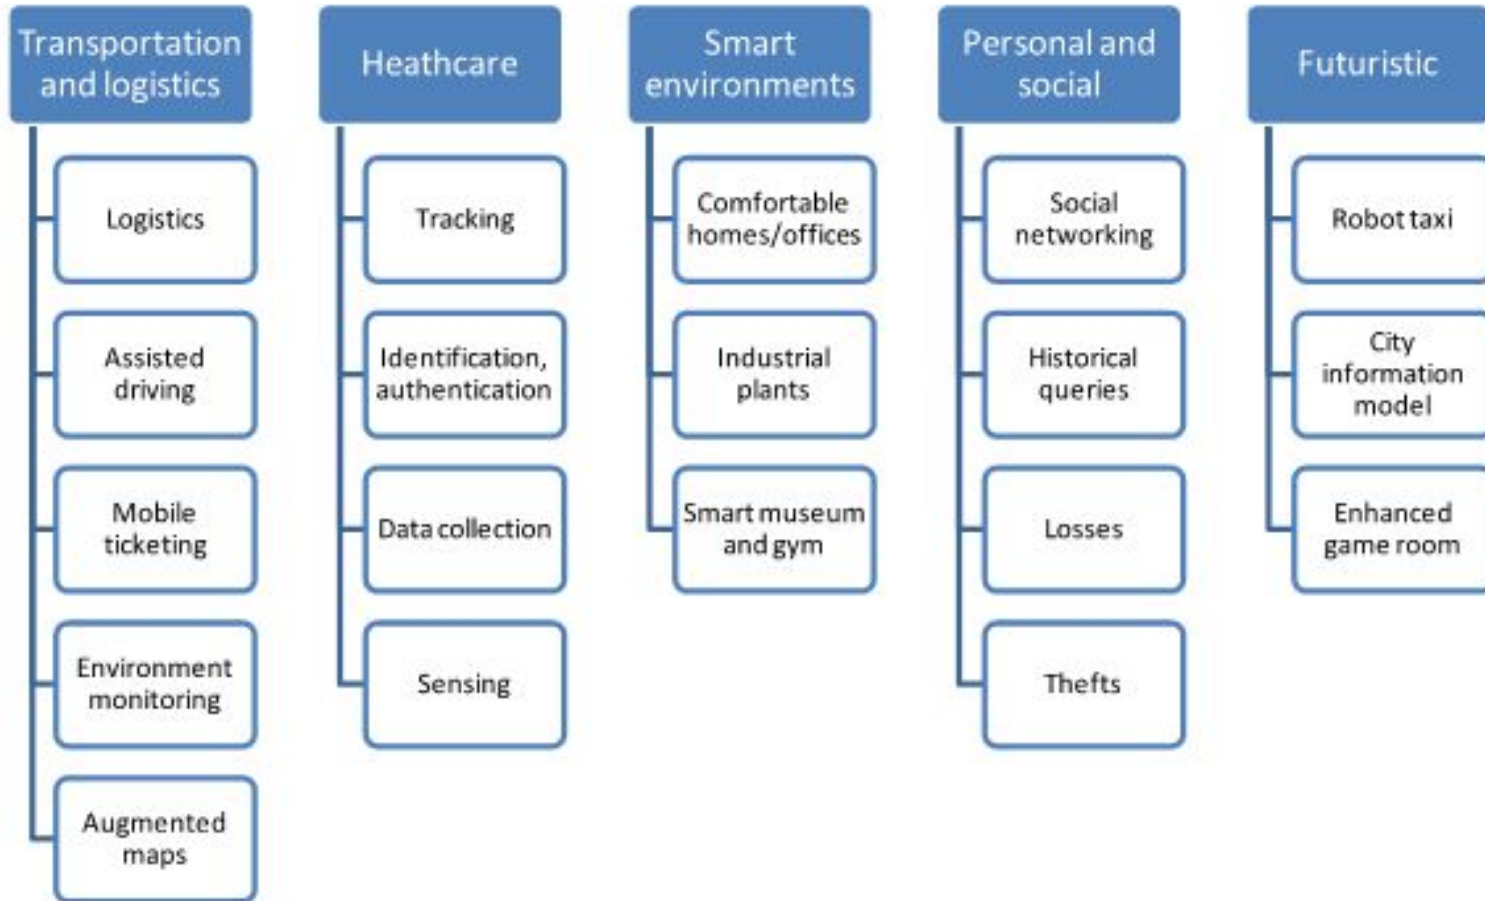 Transportation
and logistics
Logistics
Assisted
driving
Mobile
ticketing
Environment
monitoring
Augmented
maps
Heathcare
Tracking
Identification,
authentication
Data collection
Sensing
Smart
environments
Comfortable
homes/offices
Industrial
plants
Smart museum
and gym
Personal and
social
Social
networking
Historical
queries
Losses
Thefts
Futuristic
Robot taxi
City
information
model
Enhanced
game room